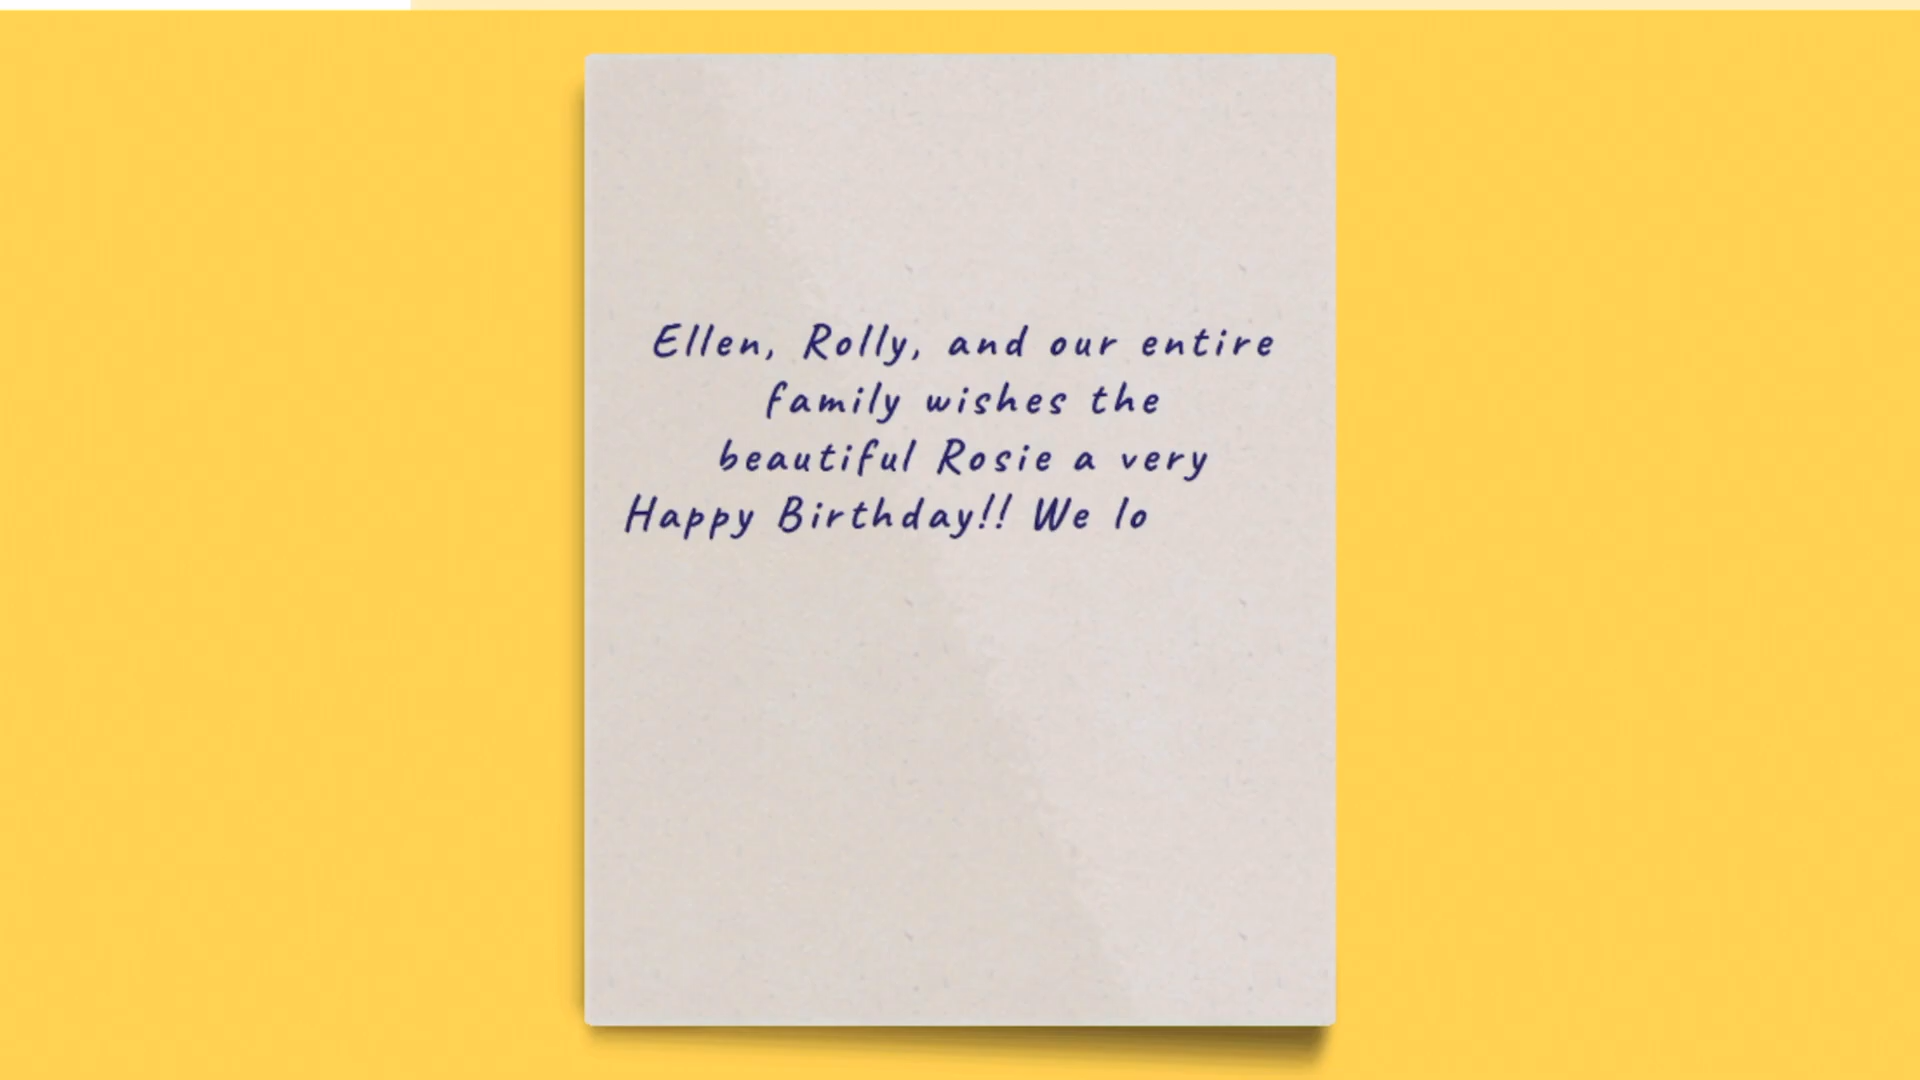 Ellen, Rolly, and our entire
family wishes the
beautiful Rosie a very
Happy Birthday!! We lo